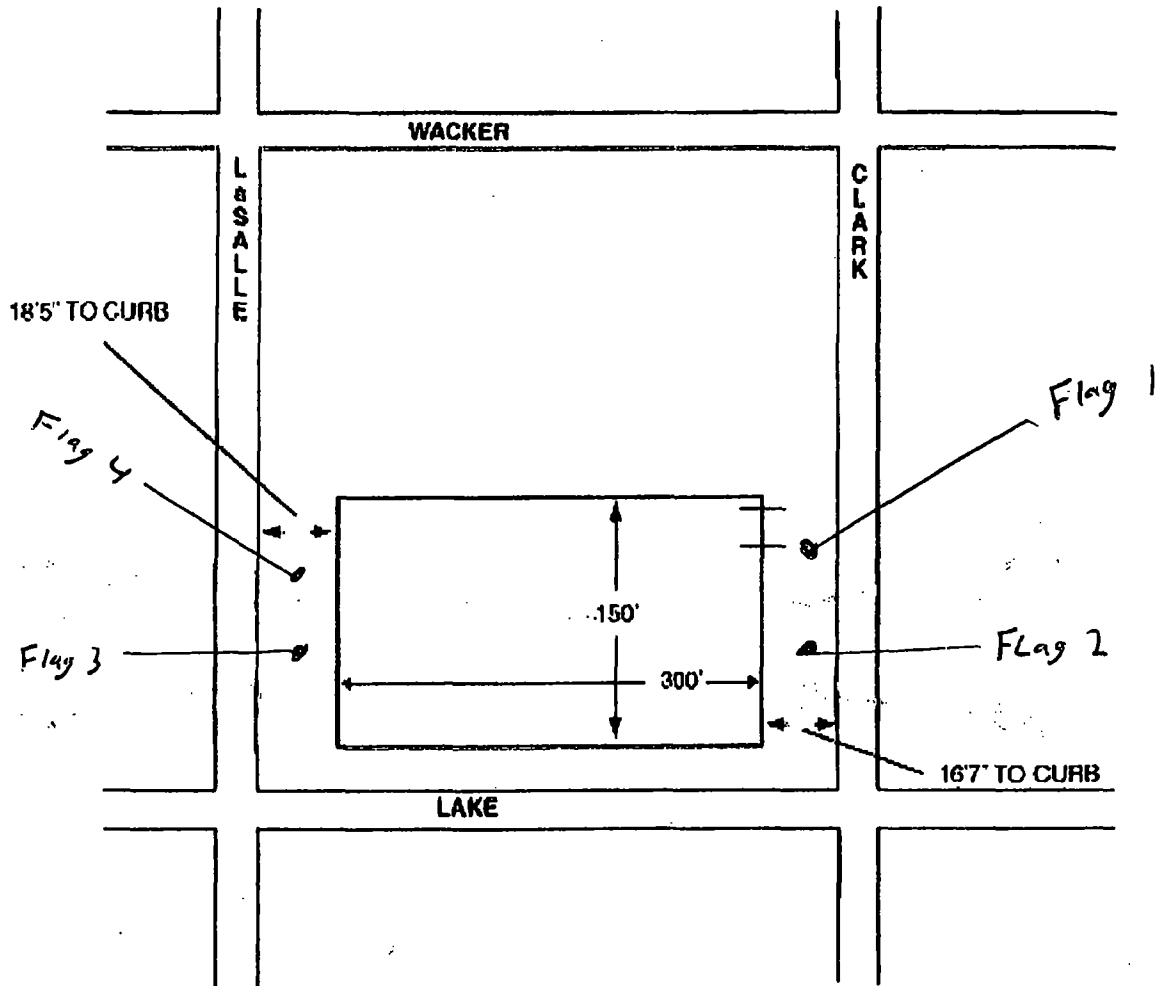 WACKER
LaSALLE
CLARK
18'5" TO CURB
Flag 4
Flag 1
150'
Flag 3
FLag 2
300'
16'7" TO CURB
LAKE